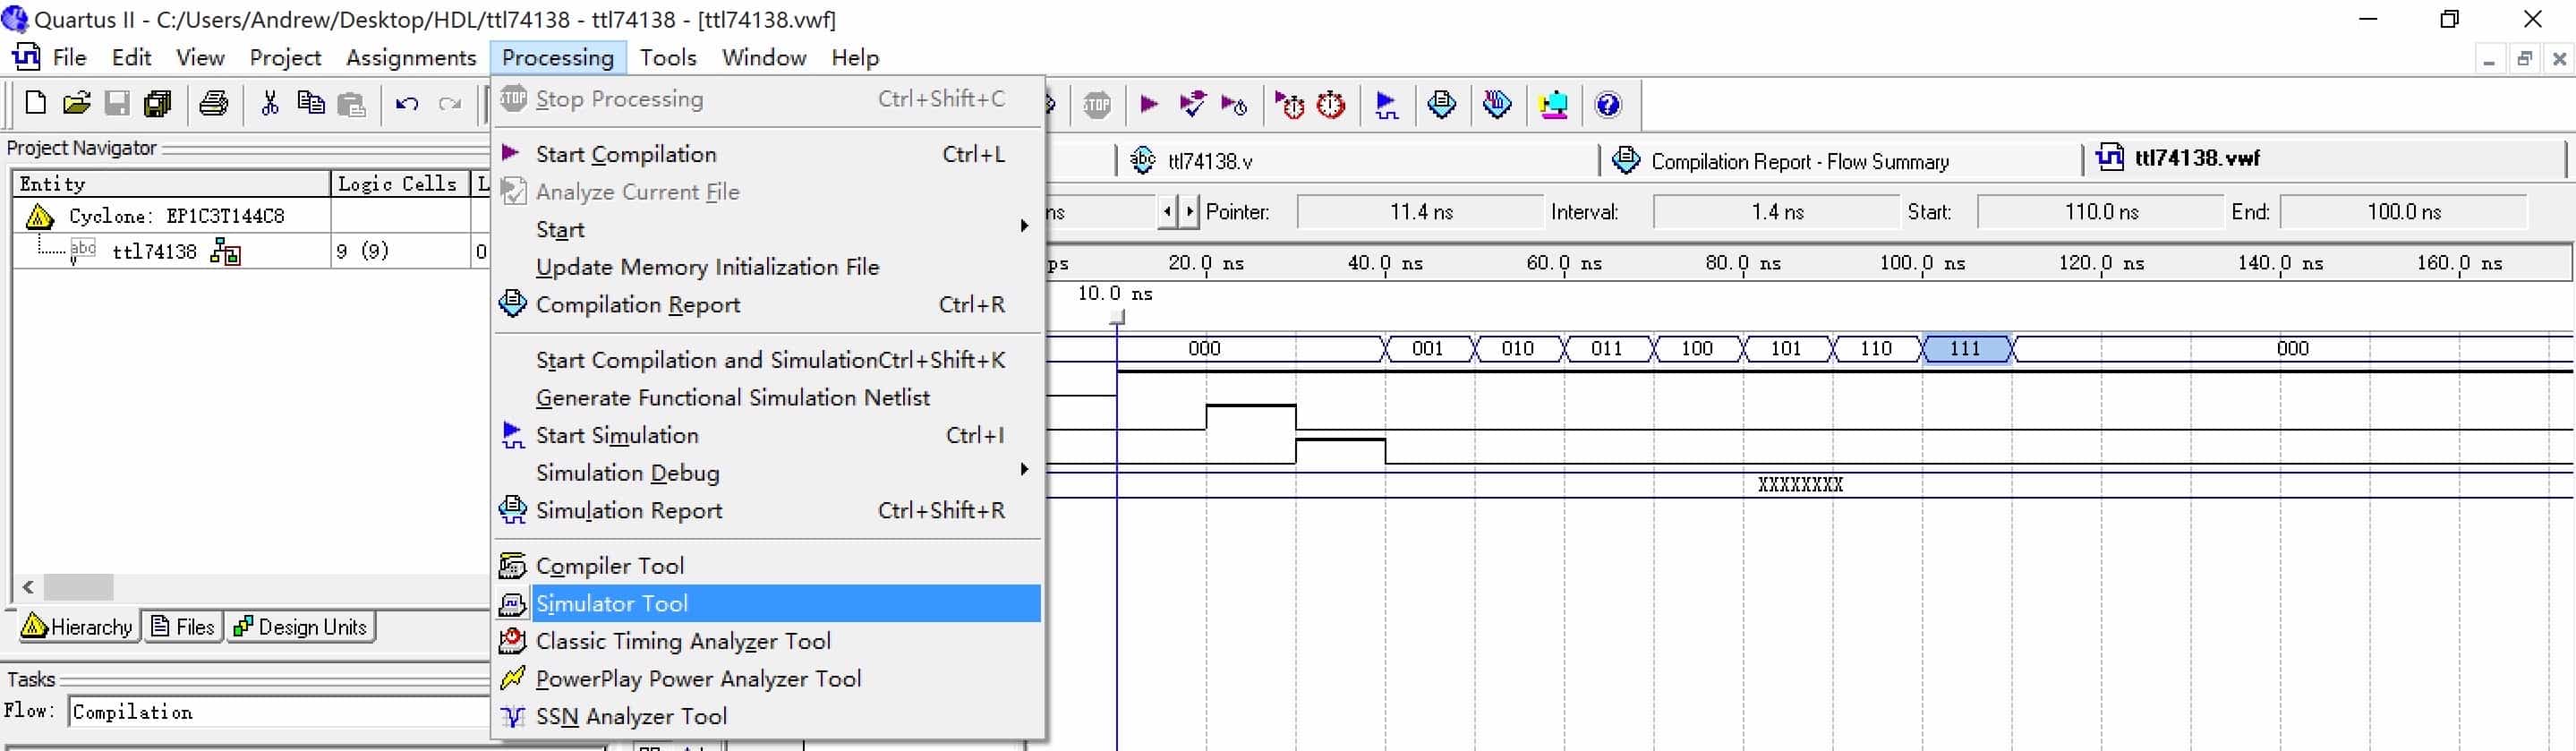 Quartus II - C:/Users/Andrew/Desktop/HDL/ttl74138 - ttl74138 - [ttl74138.vwf]
File Edit View Project Assignments Processing Tools Window Help
Stop Processing Ctrl+Shift+C
Start Compilation Ctrl+L
Analyze Current File
Start
Update Memory Initialization File
Compilation Report Ctrl+R
Start Compilation and Simulation Ctrl+Shift+K
Generate Functional Simulation Netlist
Start Simulation Ctrl+I
Simulation Debug
Simulation Report Ctrl+Shift+R
Compiler Tool
Simulator Tool
Classic Timing Analyzer Tool
PowerPlay Power Analyzer Tool
SSN Analyzer Tool
STOP
Project Navigator
Entity Logic Cells L
Cyclone: EP1C3T144C8
abc ttl74138 9 (9) 0
Hierarchy Files Design Units
Tasks
Flow: Compilation
abc ttl74138.v Compilation Report - Flow Summary ttl74138.vwf
ns Pointer: 11.4 ns Interval: 1.4 ns Start: 110.0 ns End: 100.0 ns
ps 20.0 ns 40.0 ns 60.0 ns 80.0 ns 100.0 ns 120.0 ns 140.0 ns 160.0 ns
10.0 ns
000 001 010 011 100 101 110 111 000
XXXXXXXX